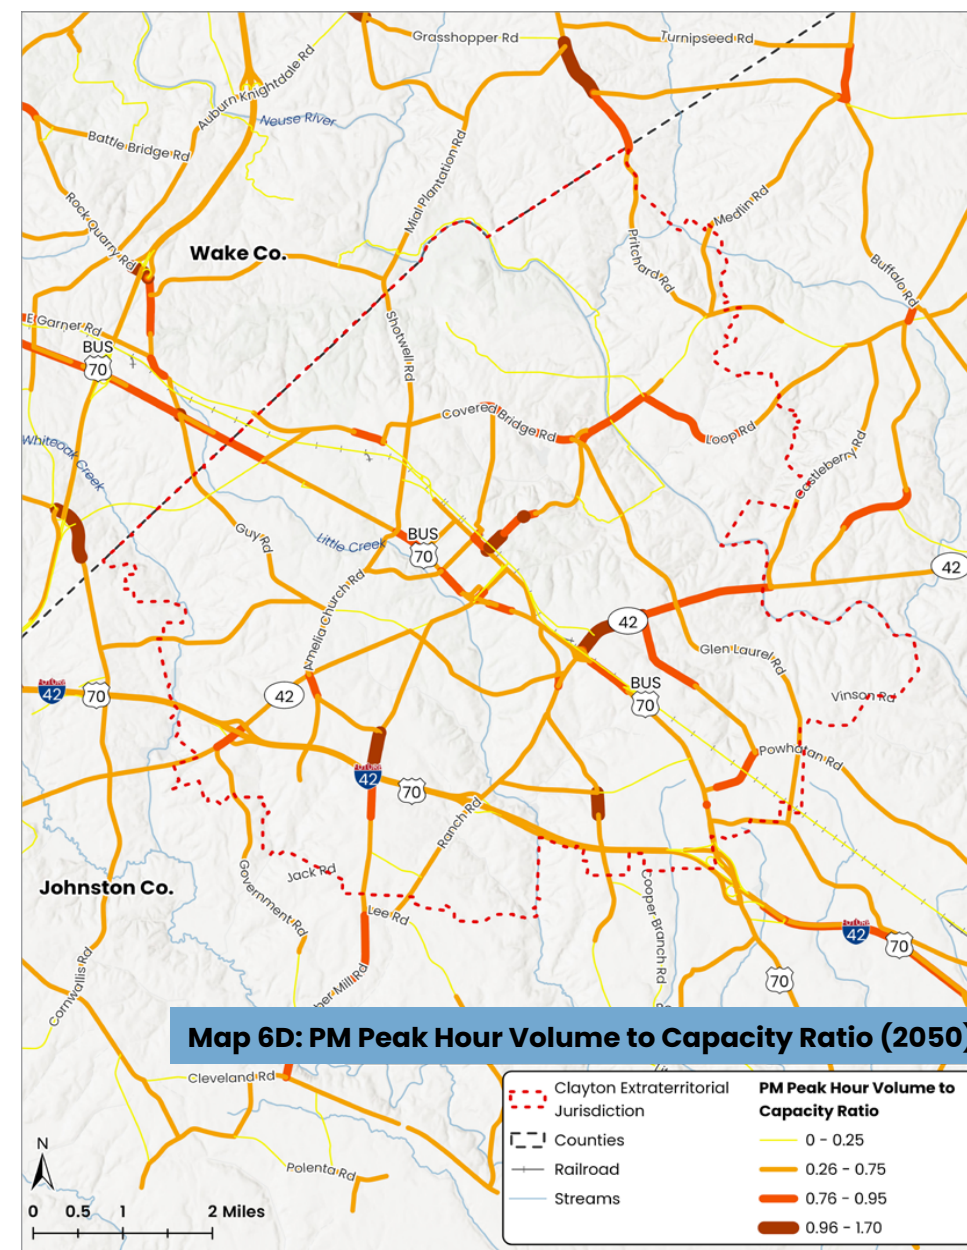 Grasshopper Rd
Turnipseed Rd
Auburn Knightdale Rd
Neuse River
Battle Bridge Rd
Mial Plantation Rd
Rock Quarry Rd
Medlin Rd
Wake Co.
Pritchard Rd
Buffalo Rd
E Garner Rd
BUS
70
Shotwell Rd
Covered Bridge Rd
Loop Rd
Whiteoak Creek
Castleberry Rd
Guy Rd
Little Creek
BUS
70
42
Amelia Church Rd
42
Glen Laurel Rd
FUTURE
42
70
42
BUS
70
Vinson Rd
Powhatan Rd
FUTURE
42
70
Ranch Rd
Jack Rd
Johnston Co.
Government Rd
Lee Rd
Cooper Branch Rd
FUTURE
42
70
Cornwallis Rd
ber Mill Rd
70
Map 6D: PM Peak Hour Volume to Capacity Ratio (2050)
Cleveland Rd
Polenta Rd
N
0 0.5 1 2 Miles
Clayton Extraterritorial
Jurisdiction
Counties
Railroad
Streams
PM Peak Hour Volume to
Capacity Ratio
0 - 0.25
0.26 - 0.75
0.76 - 0.95
0.96 - 1.70